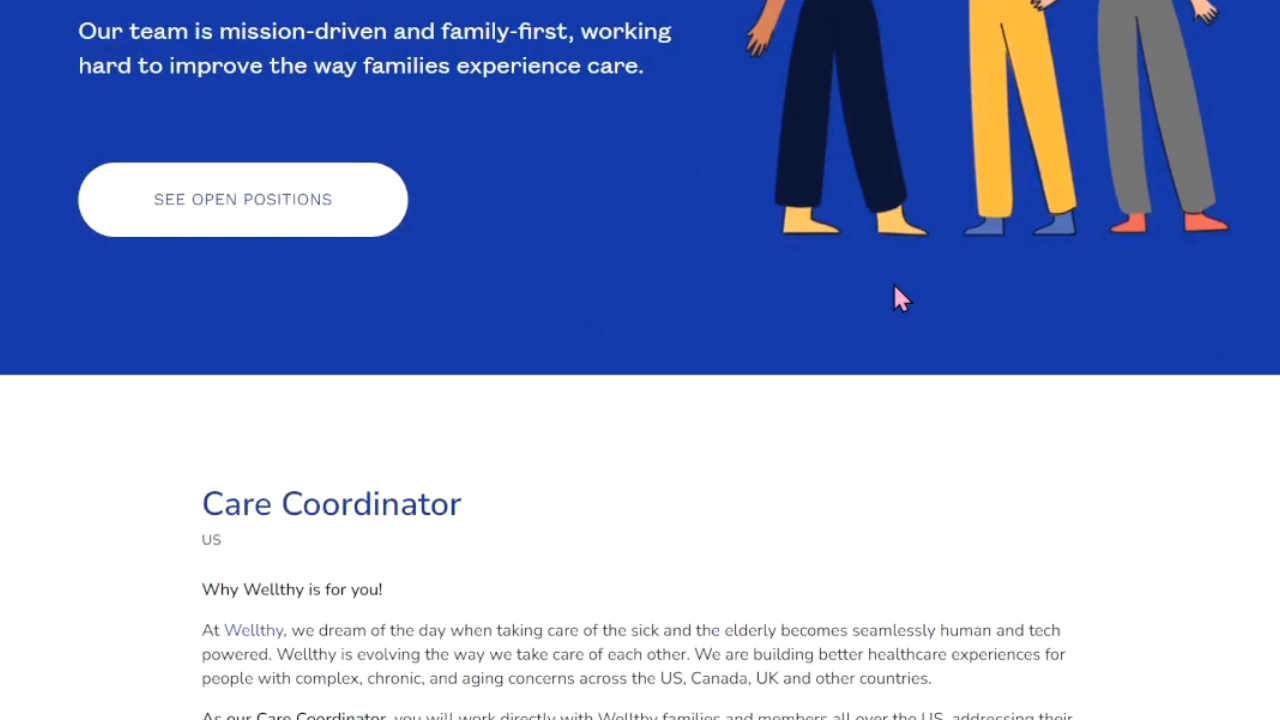 Our team is mission-driven and family-first, working
hard to improve the way families experience care.
SEE OPEN POSITIONS
Care Coordinator
US
Why Wellthy is for you!
At Wellthy, we dream of the day when taking care of the sick and the elderly becomes seamlessly human and tech
powered. Wellthy is evolving the way we take care of each other. We are building better healthcare experiences for
people with complex, chronic, and aging concerns across the US, Canada, UK and other countries.
As our Care Coordinator, you will work directly with Wellthy families and members all over the US, addressing their